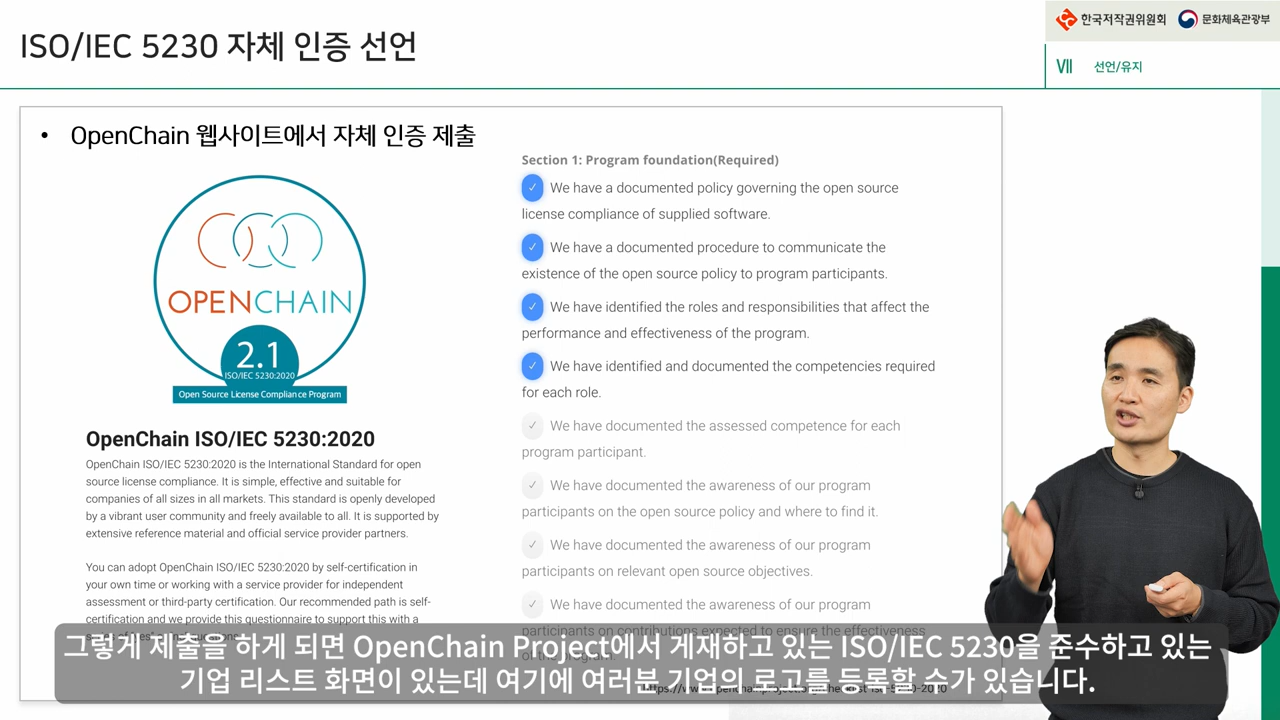 ISO/IEC 5230 자체 인증 선언
한국저작권위원회
문화체육관광부
VII 선언/유지
• OpenChain 웹사이트에서 자체 인증 제출
OPENCHAIN
2.1
ISO/IEC 5230:2020
Open Source License Compliance Program
OpenChain ISO/IEC 5230:2020
OpenChain ISO/IEC 5230:2020 is the International Standard for open
source license compliance. It is simple, effective and suitable for
companies of all sizes in all markets. This standard is openly developed
by a vibrant user community and freely available to all. It is supported by
extensive reference material and official service provider partners.
You can adopt OpenChain ISO/IEC 5230:2020 by self-certification in
your own time or working with a service provider for independent
assessment or third-party certification. Our recommended path is self-
certification and we provide this questionnaire to support this with a
Section 1: Program foundation(Required)
✓ We have a documented policy governing the open source
license compliance of supplied software.
✓ We have a documented procedure to communicate the
existence of the open source policy to program participants.
✓ We have identified the roles and responsibilities that affect the
performance and effectiveness of the program.
✓ We have identified and documented the competencies required
for each role.
✓ We have documented the assessed competence for each
program participant.
✓ We have documented the awareness of our program
participants on the open source policy and where to find it.
✓ We have documented the awareness of our program
participants on relevant open source objectives.
✓ We have documented the awareness of our program
participants on contributions expected to ensure the effectiveness
of the program.
그렇게 제출을 하게 되면 OpenChain Project에서 게재하고 있는 ISO/IEC 5230을 준수하고 있는
기업 리스트 화면이 있는데 여기에 여러분 기업의 로고를 등록할 수가 있습니다.